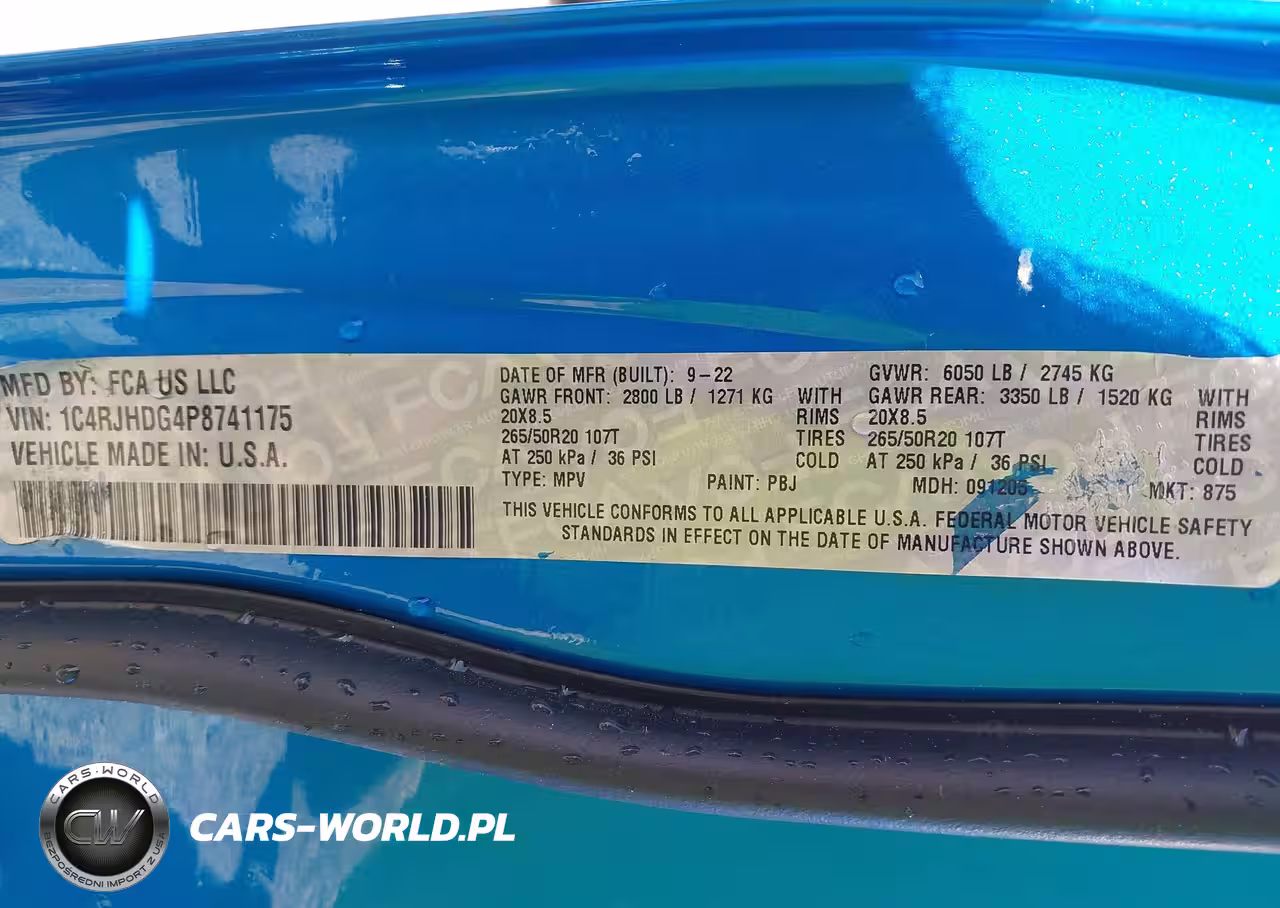 MFD BY: FCA US LLC
VIN: 1C4RJHDG4P8741175
VEHICLE MADE IN: U.S.A.
DATE OF MFR (BUILT): 9-22 GVWR: 6050 LB / 2745 KG
GAWR FRONT: 2800 LB / 1271 KG WITH GAWR REAR: 3350 LB / 1520 KG WITH
20X8.5 RIMS 20X8.5 RIMS
265/50R20 107T TIRES 265/50R20 107T TIRES
AT 250 kPa / 36 PSI COLD AT 250 kPa / 36 PSI COLD
TYPE: MPV PAINT: PBJ MDH: 091205 MKT: 875
THIS VEHICLE CONFORMS TO ALL APPLICABLE U.S.A. FEDERAL MOTOR VEHICLE SAFETY
STANDARDS IN EFFECT ON THE DATE OF MANUFACTURE SHOWN ABOVE.
CARS-WORLD
CW
BEZPOŚREDNI IMPORT Z USA
CARS-WORLD.PL